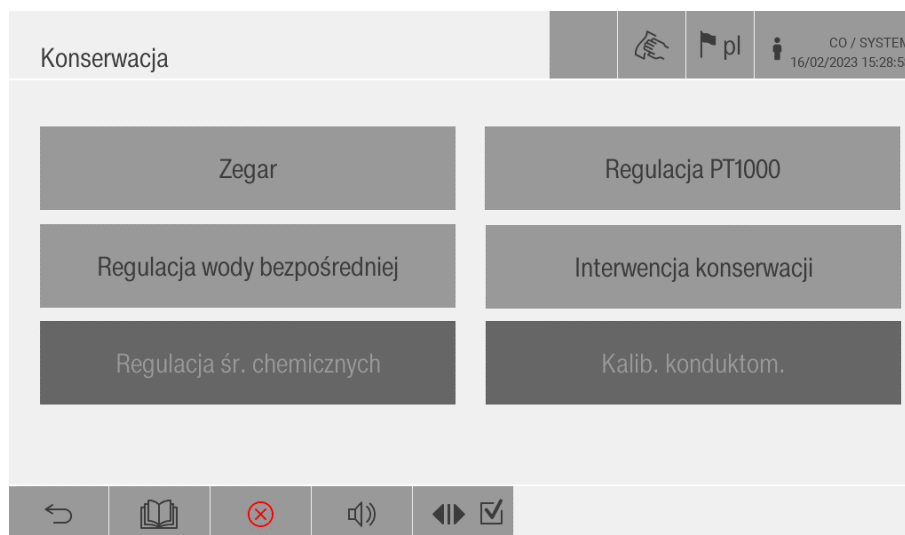 Konserwacja
pl
CO / SYSTEM
16/02/2023 15:28:5
Zegar
Regulacja PT1000
Regulacja wody bezpośredniej
Interwencja konserwacji
Regulacja śr. chemicznych
Kalib. konduktom.